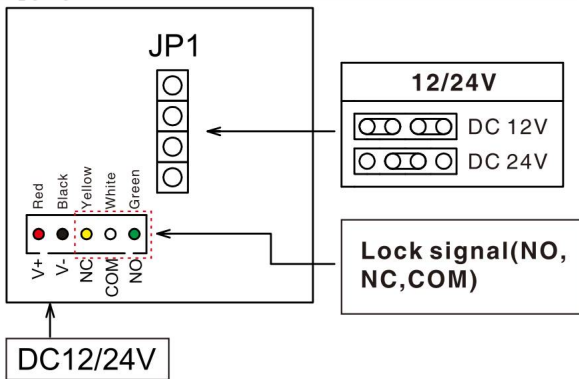 JP1
12/24V
DC 12V
DC 24V
Red
Black
Yellow
White
Green
V+
V-
NC
COM
NO
Lock signal(NO,
NC,COM)
DC12/24V